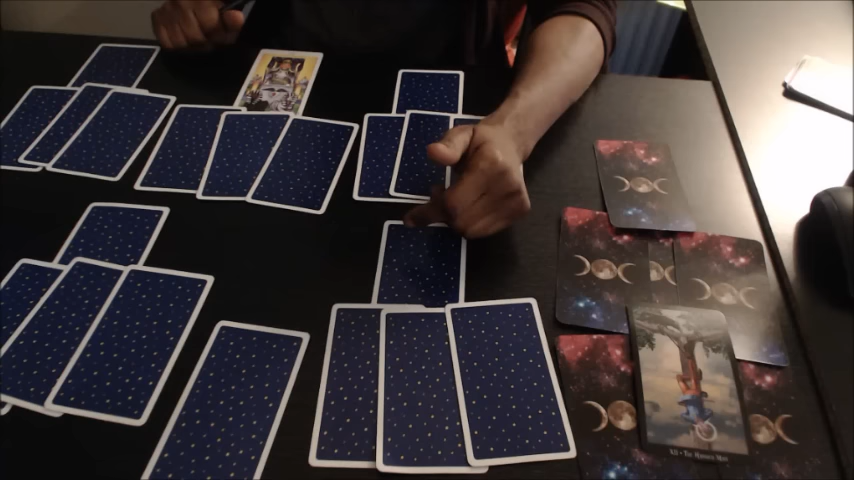 XII • The Hanged Man